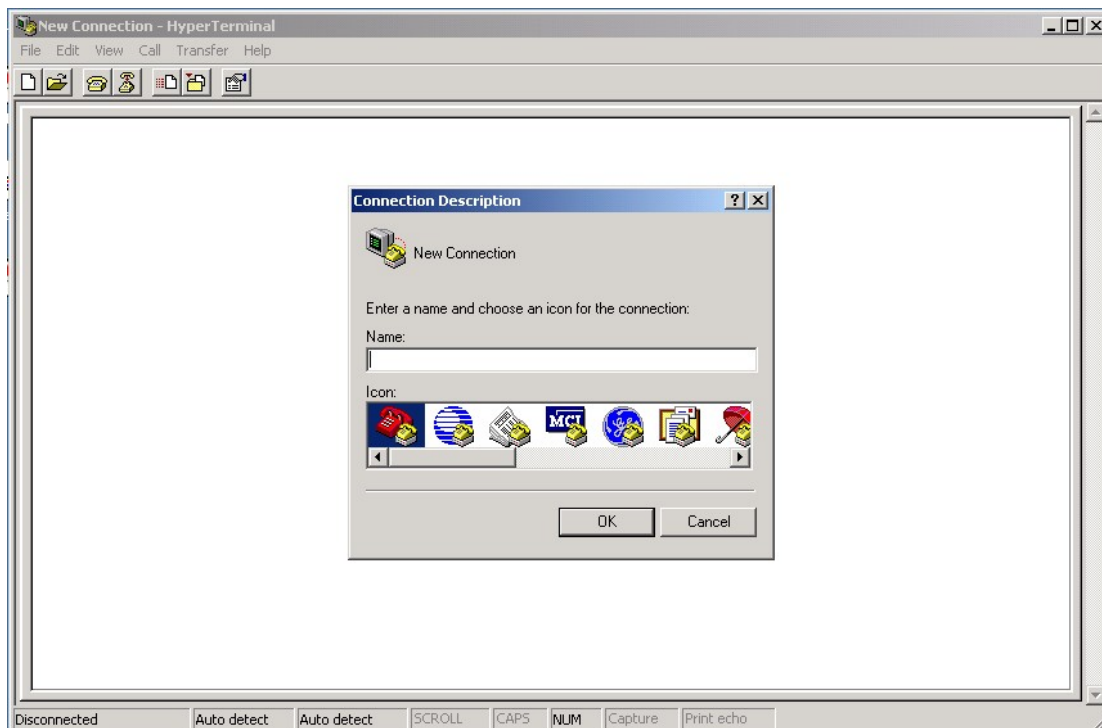 New Connection - HyperTerminal
File Edit View Call Transfer Help
Connection Description
New Connection
Enter a name and choose an icon for the connection:
Name:
Icon:
MCI
OK Cancel
Disconnected Auto detect Auto detect SCROLL CAPS NUM Capture Print echo